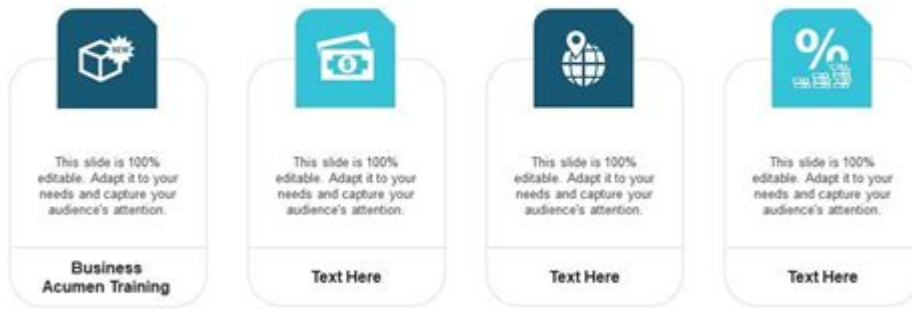 NEW
This slide is 100%
editable. Adapt it to your
needs and capture your
audience's attention.
Business
Acumen Training
$
This slide is 100%
editable. Adapt it to your
needs and capture your
audience's attention.
Text Here
This slide is 100%
editable. Adapt it to your
needs and capture your
audience's attention.
Text Here
%
This slide is 100%
editable. Adapt it to your
needs and capture your
audience's attention.
Text Here